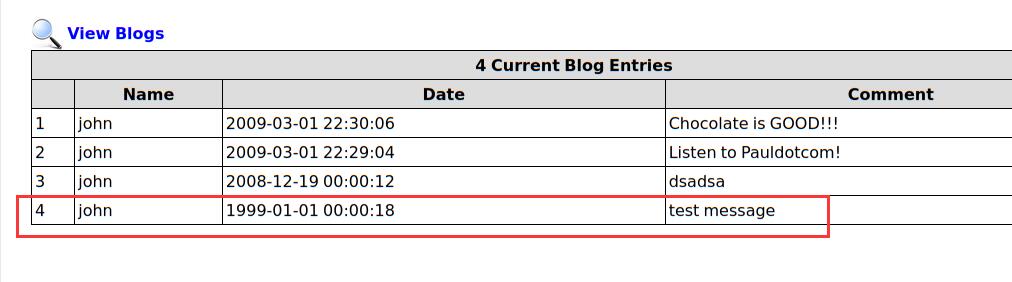 View Blogs
4 Current Blog Entries
Name Date Comment
1 john 2009-03-01 22:30:06 Chocolate is GOOD!!!
2 john 2009-03-01 22:29:04 Listen to Pauldotcom!
3 john 2008-12-19 00:00:12 dsadsa
4 john 1999-01-01 00:00:18 test message